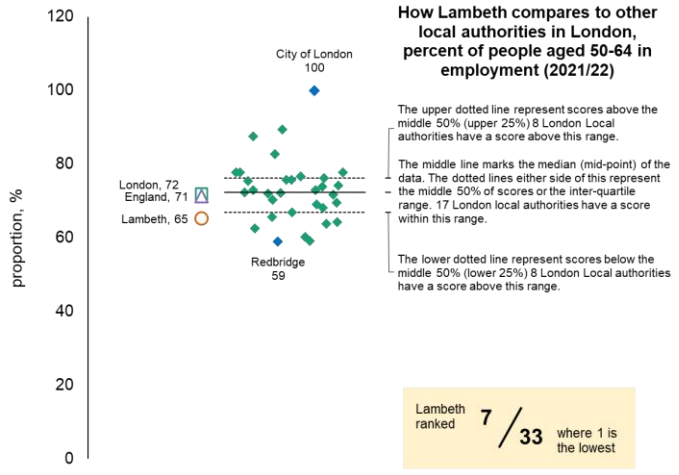 How Lambeth compares to other
local authorities in London,
percent of people aged 50-64 in
employment (2021/22)
120
100
80
60
40
20
0
proportion, %
City of London
100
London, 72
England, 71
Lambeth, 65
Redbridge
59
The upper dotted line represent scores above the
middle 50% (upper 25%) 8 London Local
authorities have a score above this range.
The middle line marks the median (mid-point) of the
data. The dotted lines either side of this represent
the middle 50% of scores or the inter-quartile
range. 17 London local authorities have a score
within this range.
The lower dotted line represent scores below the
middle 50% (lower 25%) 8 London Local authorities
have a score above this range.
Lambeth
ranked
7 / 33
where 1 is
the lowest